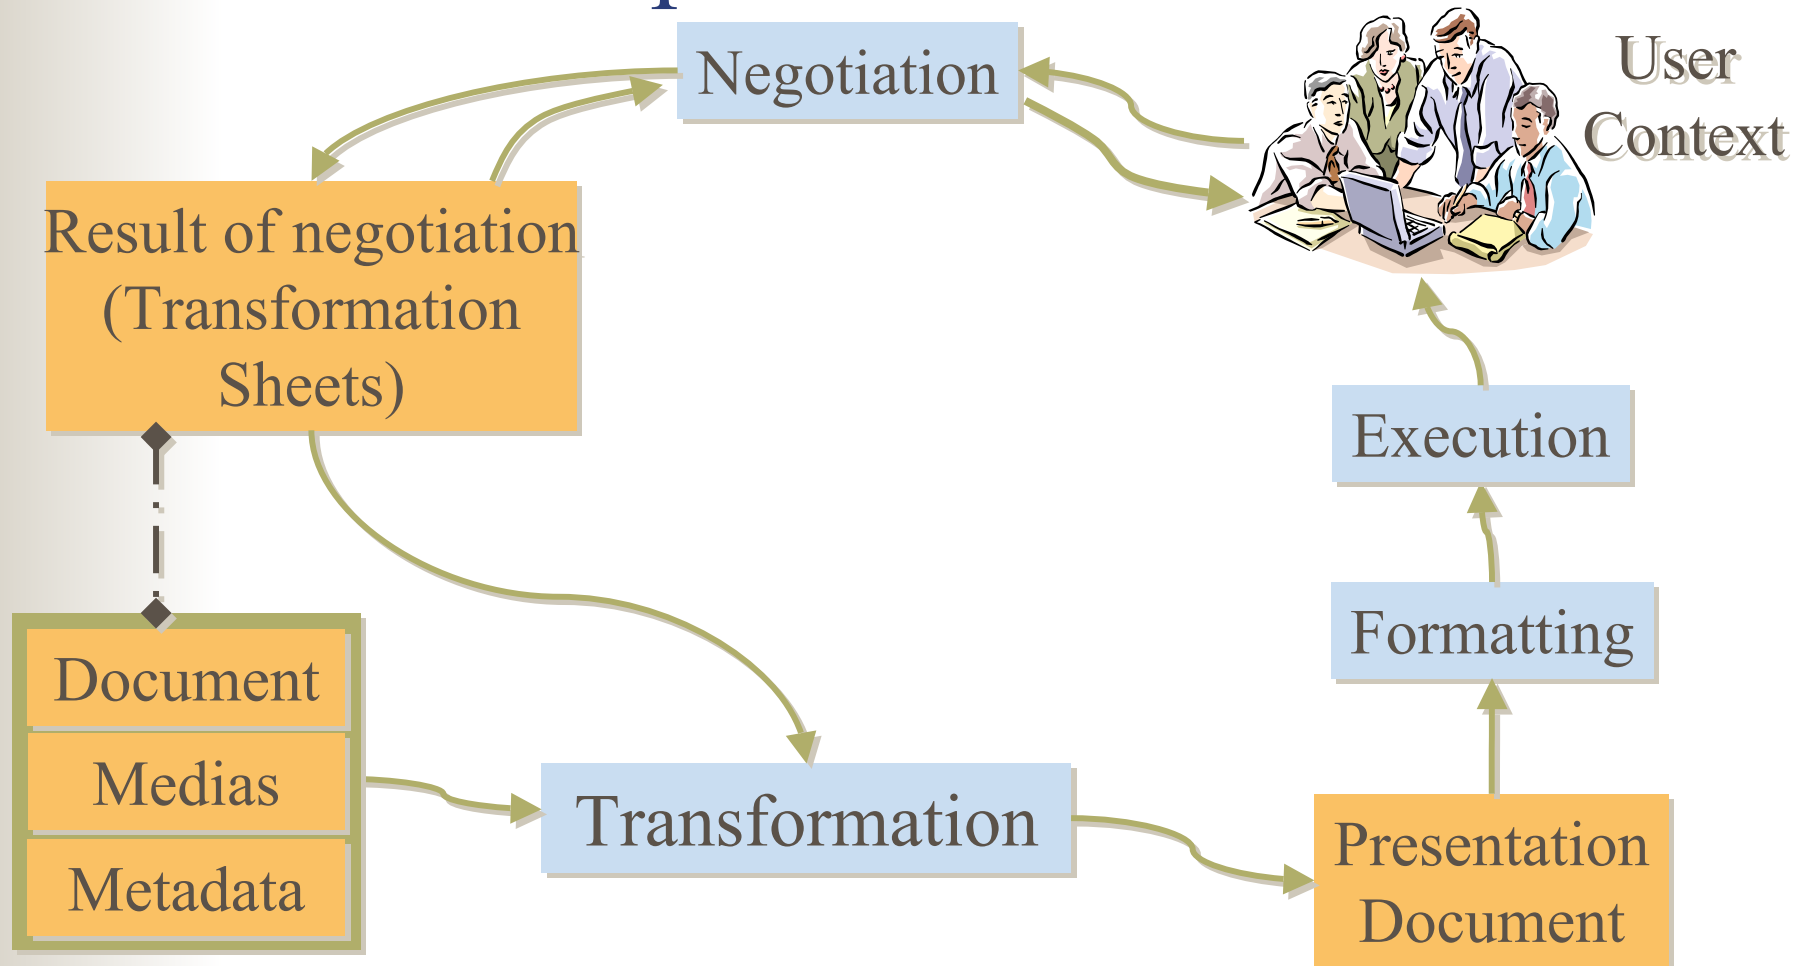 Negotiation
User
Context
Result of negotiation
(Transformation
Sheets)
Execution
Formatting
Document
Medias
Metadata
Transformation
Presentation
Document